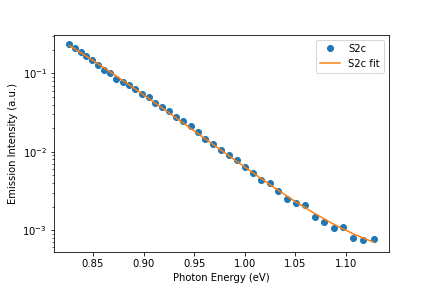 S2c
S2c fit
10⁻¹
10⁻²
10⁻³
Emission Intensity (a.u.)
0.85 0.90 0.95 1.00 1.05 1.10
Photon Energy (eV)